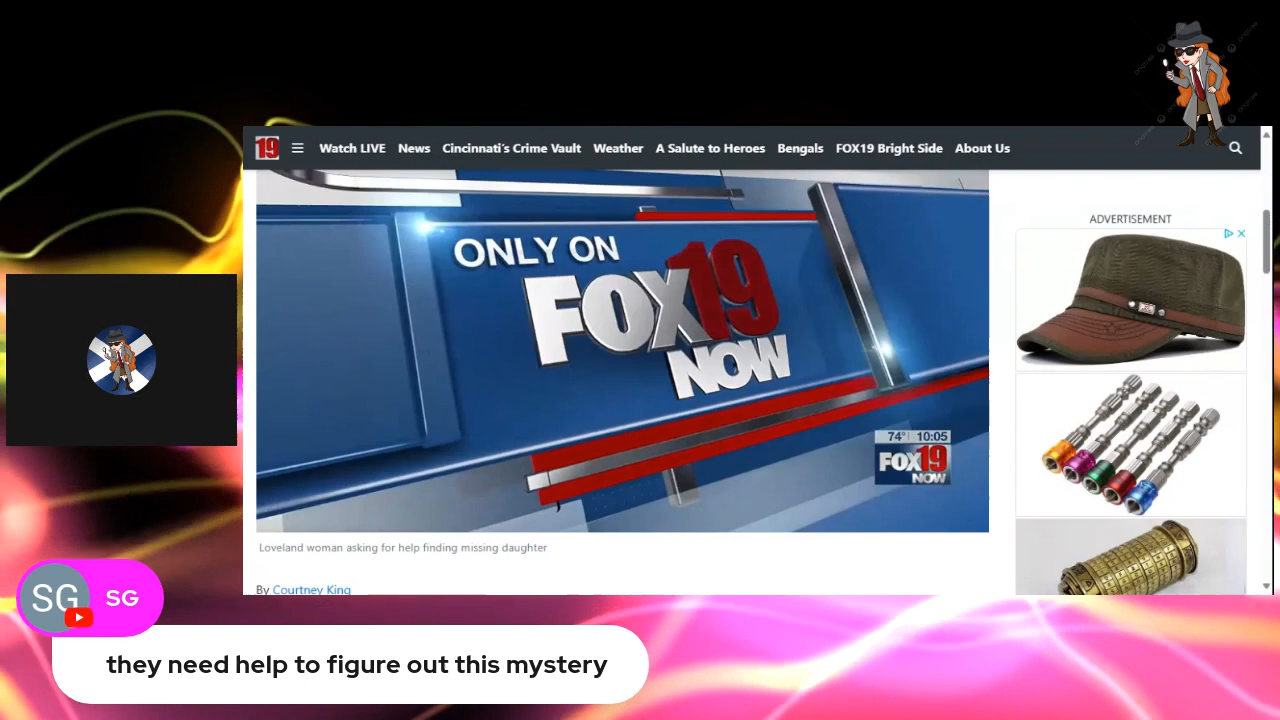 19
Watch LIVE News Cincinnati's Crime Vault Weather A Salute to Heroes Bengals FOX19 Bright Side About Us
ONLY ON
FOX19
NOW
74° 10:05
FOX19
NOW
Loveland woman asking for help finding missing daughter
By Courtney King
ADVERTISEMENT
SG SG
they need help to figure out this mystery